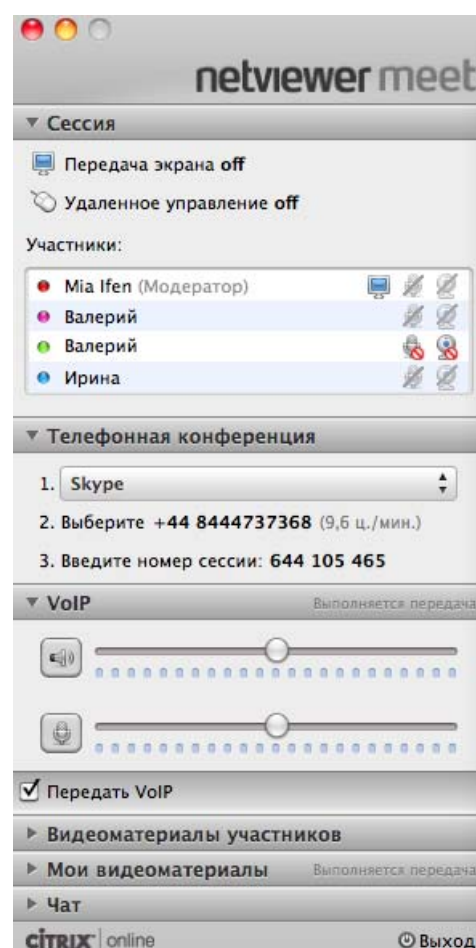 netviewer meet
Сессия
Передача экрана off
Удаленное управление off
Участники:
Mia Ifen (Модератор)
Валерий
Валерий
Ирина
Телефонная конференция
1. Skype
2. Выберите +44 8444737368 (9,6 ц./мин.)
3. Введите номер сессии: 644 105 465
VoIP Выполняется передача
Передать VoIP
Видеоматериалы участников
Мои видеоматериалы Выполняется передача
Чат
CİTRIX online Выход